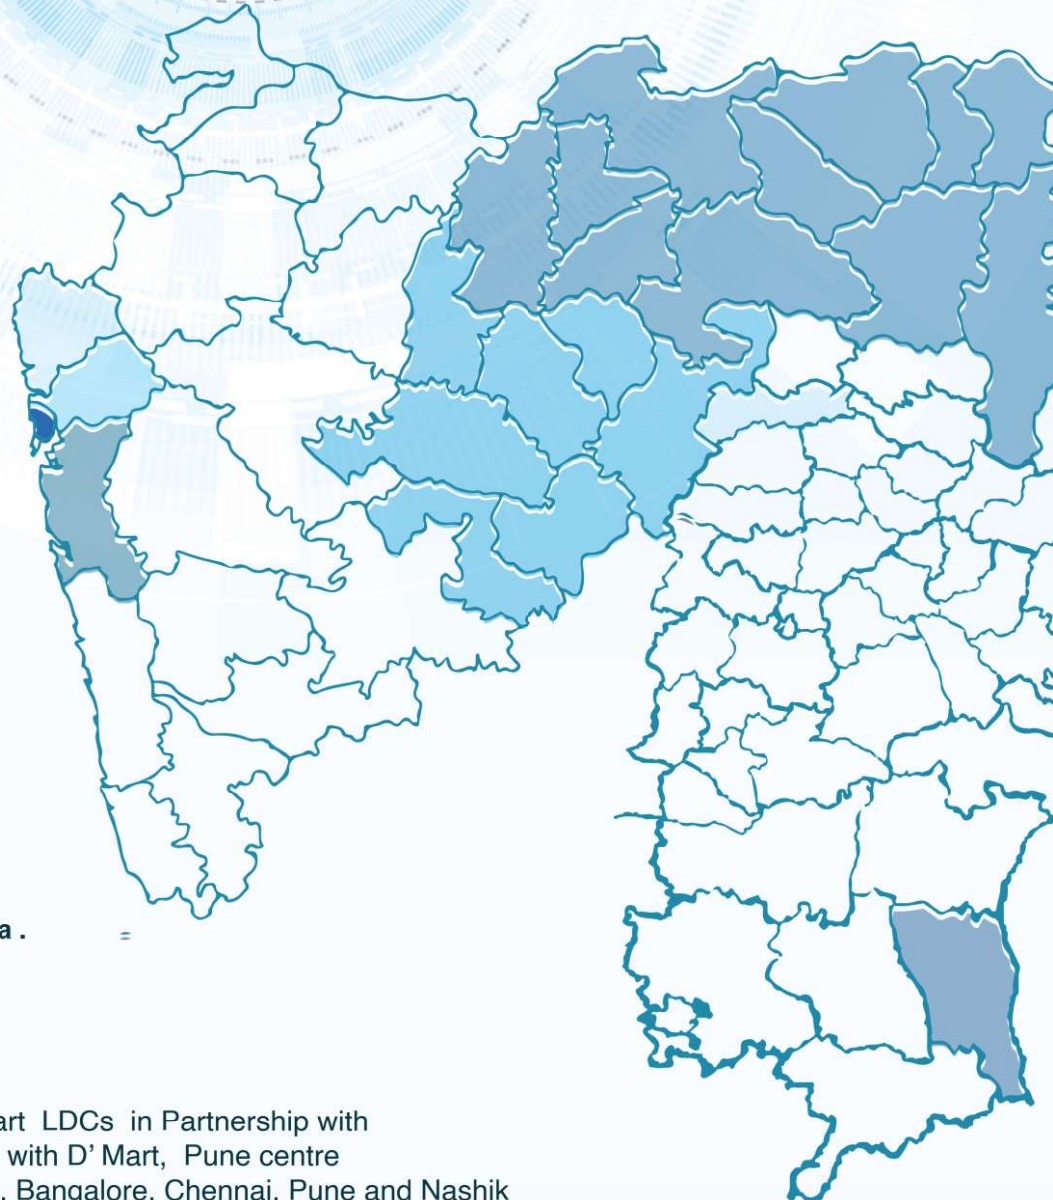 a .
art LDCs in Partnership with
with D' Mart, Pune centre
, Bangalore, Chennai, Pune and Nashik